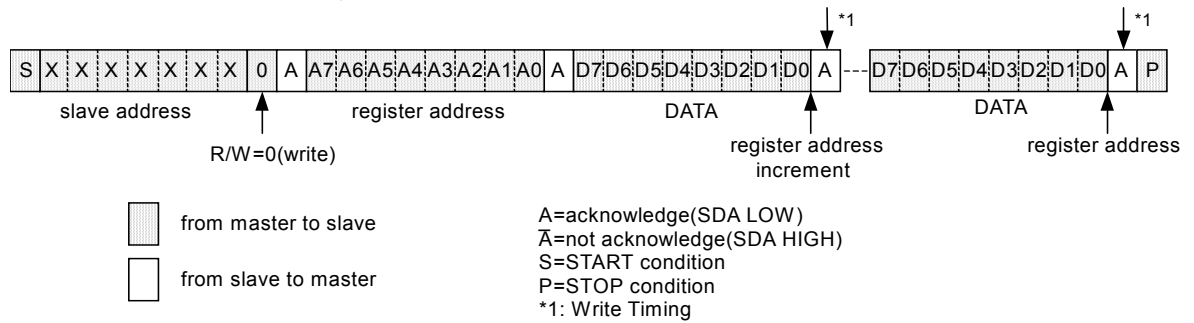 *1 *1
S X X X X X X X 0 A A7 A6 A5 A4 A3 A2 A1 A0 A D7 D6 D5 D4 D3 D2 D1 D0 A D7 D6 D5 D4 D3 D2 D1 D0 A P
slave address register address DATA DATA
R/W=0(write)
register address
increment
register address
from master to slave
from slave to master
A=acknowledge(SDA LOW)
A̅=not acknowledge(SDA HIGH)
S=START condition
P=STOP condition
*1: Write Timing